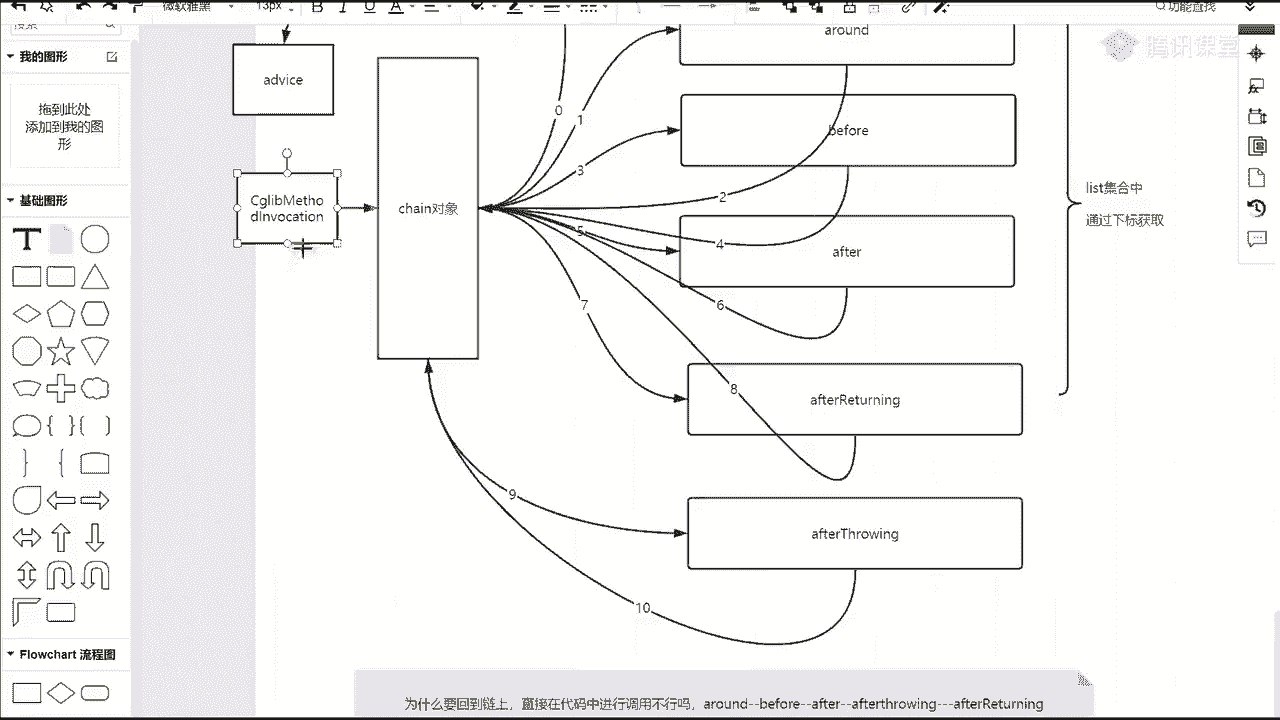 微软雅黑
13px
B
I
U
A
功能查找
我的图形
拖到此处
添加到我的图
形
基础图形
Flowchart 流程图
advice
CglibMetho
dInvocation
chain对象
around
before
after
afterReturning
afterThrowing
0
1
3
2
5
4
6
7
8
9
10
list集合中
通过下标获取
腾讯课堂
为什么要回到链上，直接在代码中进行调用不行吗，around--before--after--afterthrowing---afterReturning